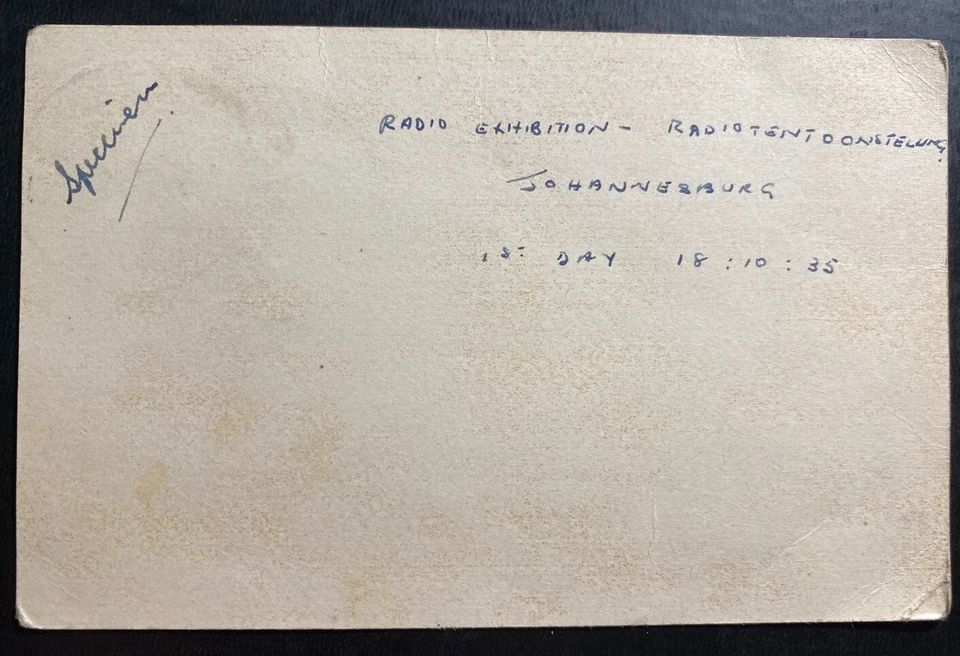 Specimen
RADIO EXHIBITION - RADIOTENTOONSTELLING
JOHANNESBURG
1st DAY 18:10:35